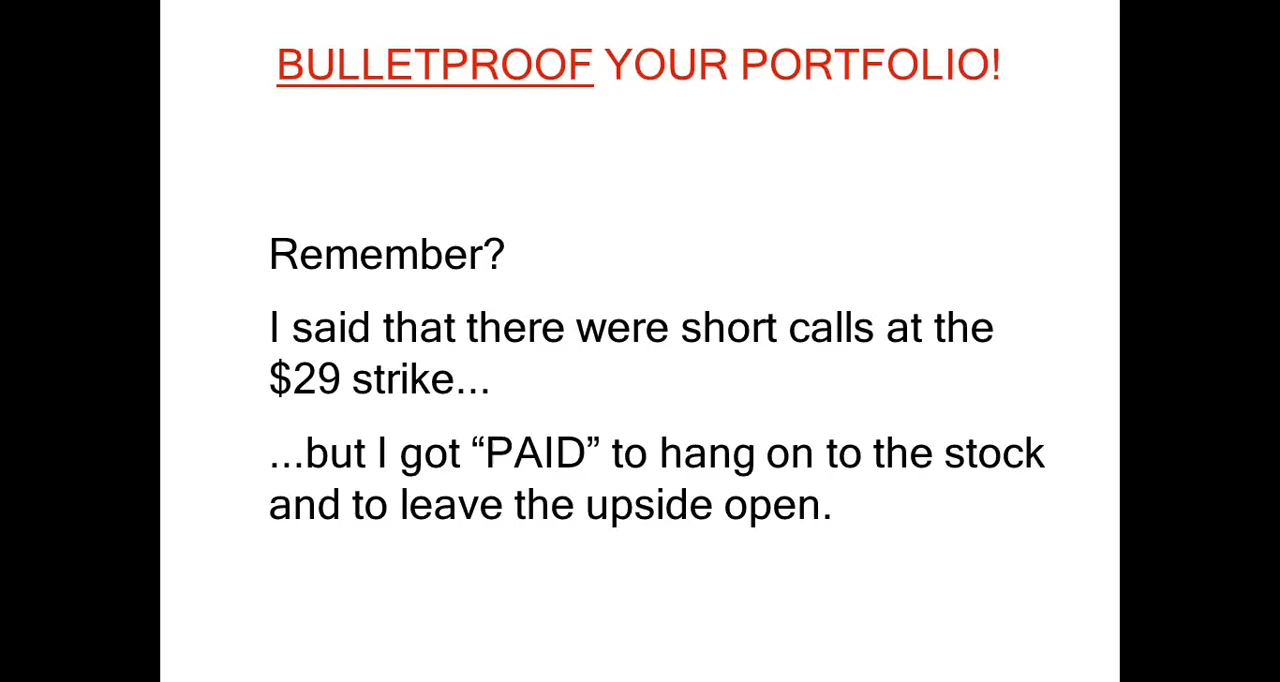 BULLETPROOF YOUR PORTFOLIO!
Remember?
I said that there were short calls at the
$29 strike...
...but I got “PAID” to hang on to the stock
and to leave the upside open.